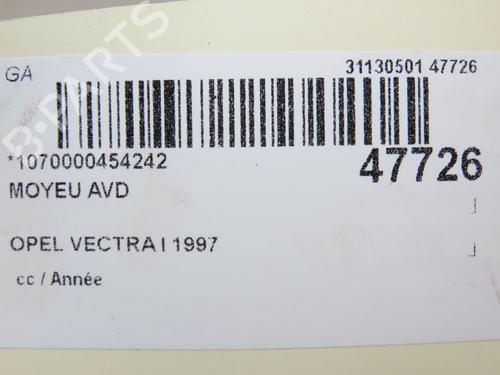 GA
31130501 47726
*1070000454242
47726
MOYEU AVD
OPEL VECTRA I 1997
cc / Année
B-PARTS